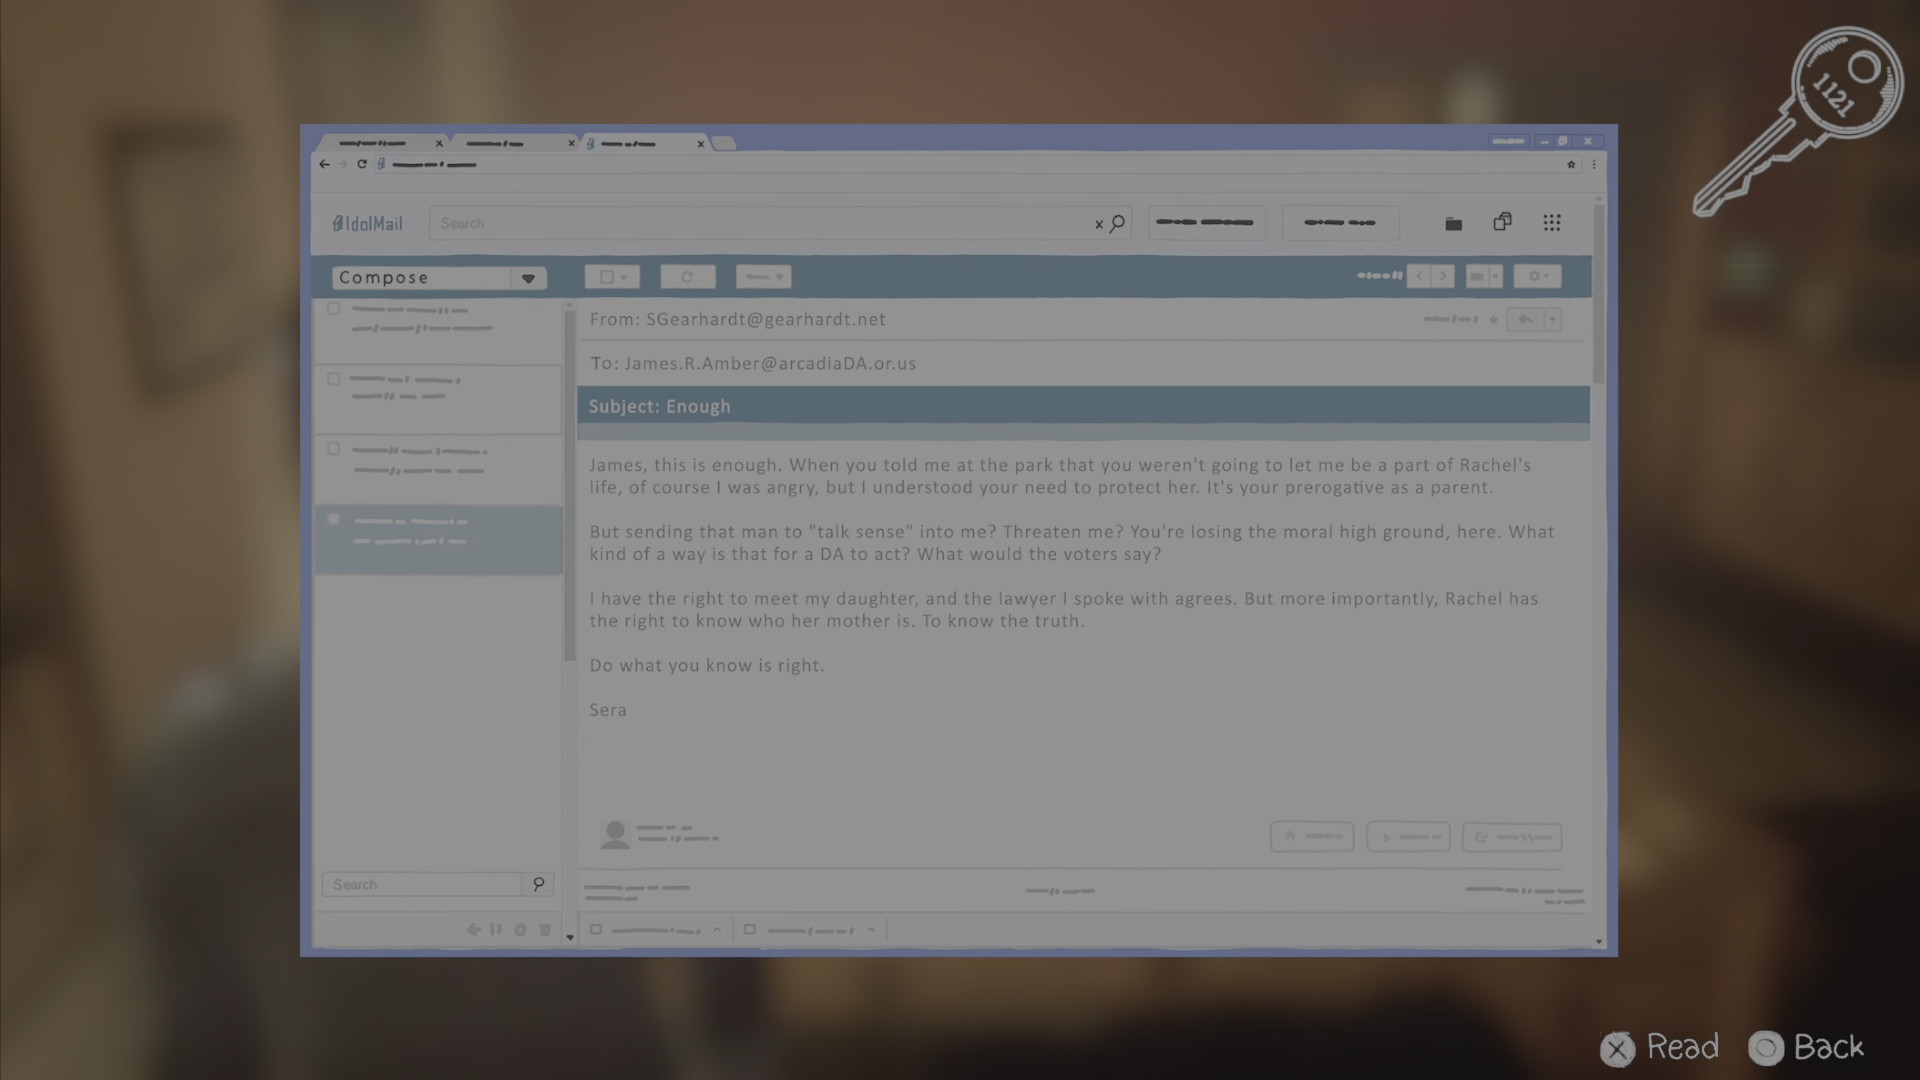 1121
IdolMail
Search
Compose
From: SGearhardt@gearhardt.net
To: James.R.Amber@arcadiaDA.or.us
Subject: Enough
James, this is enough. When you told me at the park that you weren't going to let me be a part of Rachel's
life, of course I was angry, but I understood your need to protect her. It's your prerogative as a parent.
But sending that man to "talk sense" into me? Threaten me? You're losing the moral high ground, here. What
kind of a way is that for a DA to act? What would the voters say?
I have the right to meet my daughter, and the lawyer I spoke with agrees. But more importantly, Rachel has
the right to know who her mother is. To know the truth.
Do what you know is right.
Sera
Search
Read
Back